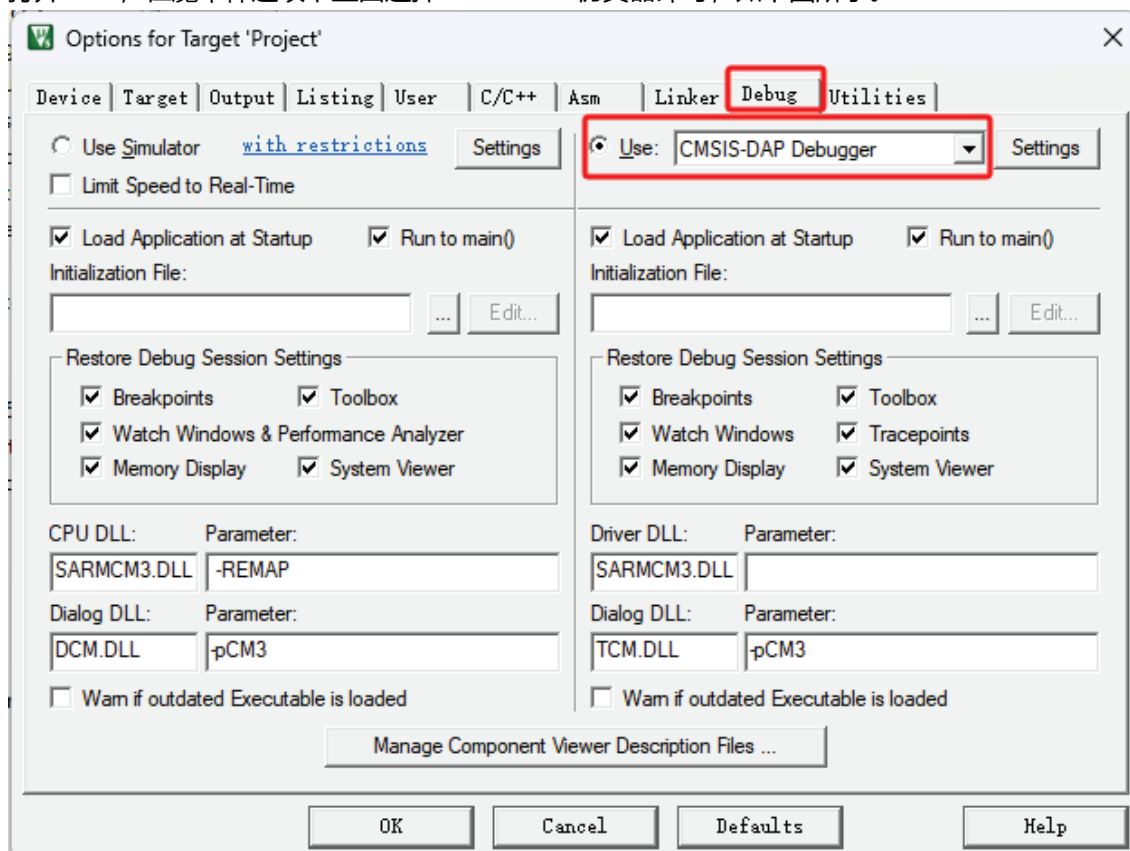 Options for Target 'Project'
Device Target Output Listing User C/C++ Asm Linker Debug Utilities
Use Simulator with restrictions Settings
Limit Speed to Real-Time
Use: CMSIS-DAP Debugger Settings
Load Application at Startup Run to main()
Initialization File:
... Edit...
Restore Debug Session Settings
Breakpoints Toolbox
Watch Windows & Performance Analyzer
Memory Display System Viewer
CPU DLL: Parameter:
SARMCM3.DLL -REMAP
Dialog DLL: Parameter:
DCM.DLL -pCM3
Warn if outdated Executable is loaded
Load Application at Startup Run to main()
Initialization File:
... Edit...
Restore Debug Session Settings
Breakpoints Toolbox
Watch Windows Tracepoints
Memory Display System Viewer
Driver DLL: Parameter:
SARMCM3.DLL
Dialog DLL: Parameter:
TCM.DLL -pCM3
Warn if outdated Executable is loaded
Manage Component Viewer Description Files ...
OK Cancel Defaults Help